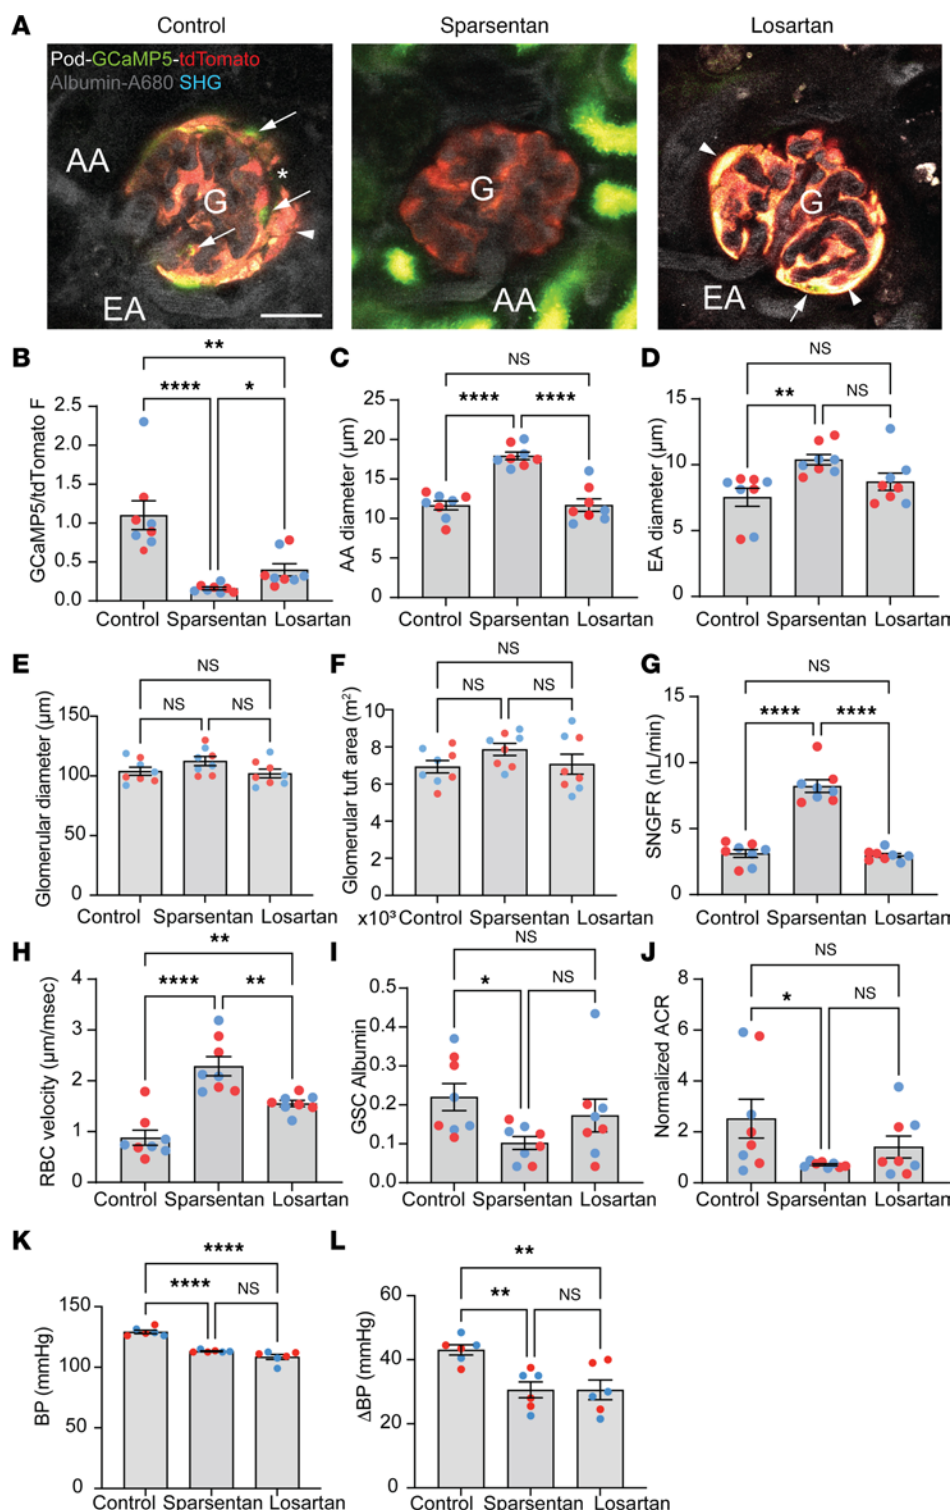 A
Control
Sparsentan
Losartan
Pod-GCaMP5-tdTomato
Albumin-A680 SHG
AA
G
*
EA
G
AA
G
EA
B
**
****
*
GCaMP5/tdTomato F
2.5
2.0
1.5
1.0
0.5
0.0
Control Sparsentan Losartan
C
NS
****
****
AA diameter (µm)
25
20
15
10
5
0
Control Sparsentan Losartan
D
NS
**
NS
EA diameter (µm)
15
10
5
0
Control Sparsentan Losartan
E
NS
NS
NS
Glomerular diameter (µm)
150
100
50
0
Control Sparsentan Losartan
F
NS
NS
NS
Glomerular tuft area (m²)
10
8
6
4
2
0
x10³ Control Sparsentan Losartan
G
NS
****
****
SNGFR (nL/min)
15
10
5
0
Control Sparsentan Losartan
H
**
****
**
RBC velocity (µm/msec)
4
3
2
1
0
Control Sparsentan Losartan
I
NS
*
NS
GSC Albumin
0.5
0.4
0.3
0.2
0.1
0.0
Control Sparsentan Losartan
J
NS
*
NS
Normalized ACR
8
6
4
2
0
Control Sparsentan Losartan
K
****
****
NS
BP (mmHg)
150
100
50
0
Control Sparsentan Losartan
L
**
**
NS
ΔBP (mmHg)
60
40
20
0
Control Sparsentan Losartan